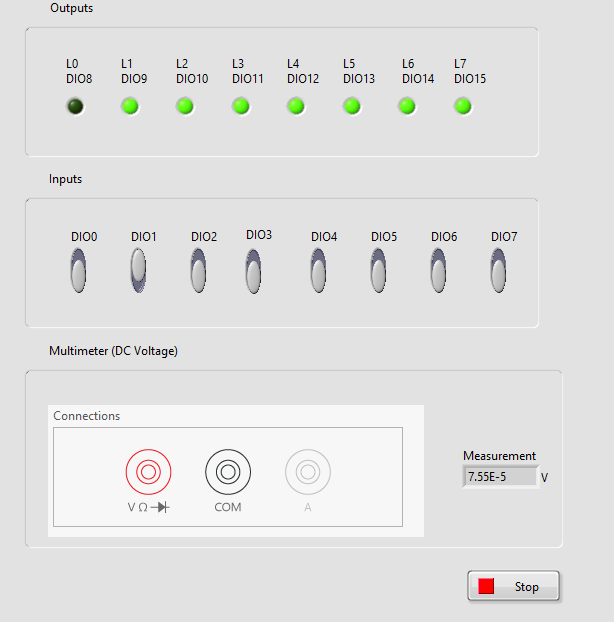 Outputs
L0 L1 L2 L3 L4 L5 L6 L7
DIO8 DIO9 DIO10 DIO11 DIO12 DIO13 DIO14 DIO15
Inputs
DIO0 DIO1 DIO2 DIO3 DIO4 DIO5 DIO6 DIO7
Multimeter (DC Voltage)
Connections
Measurement
7.55E-5 V
V Ω COM A
Stop